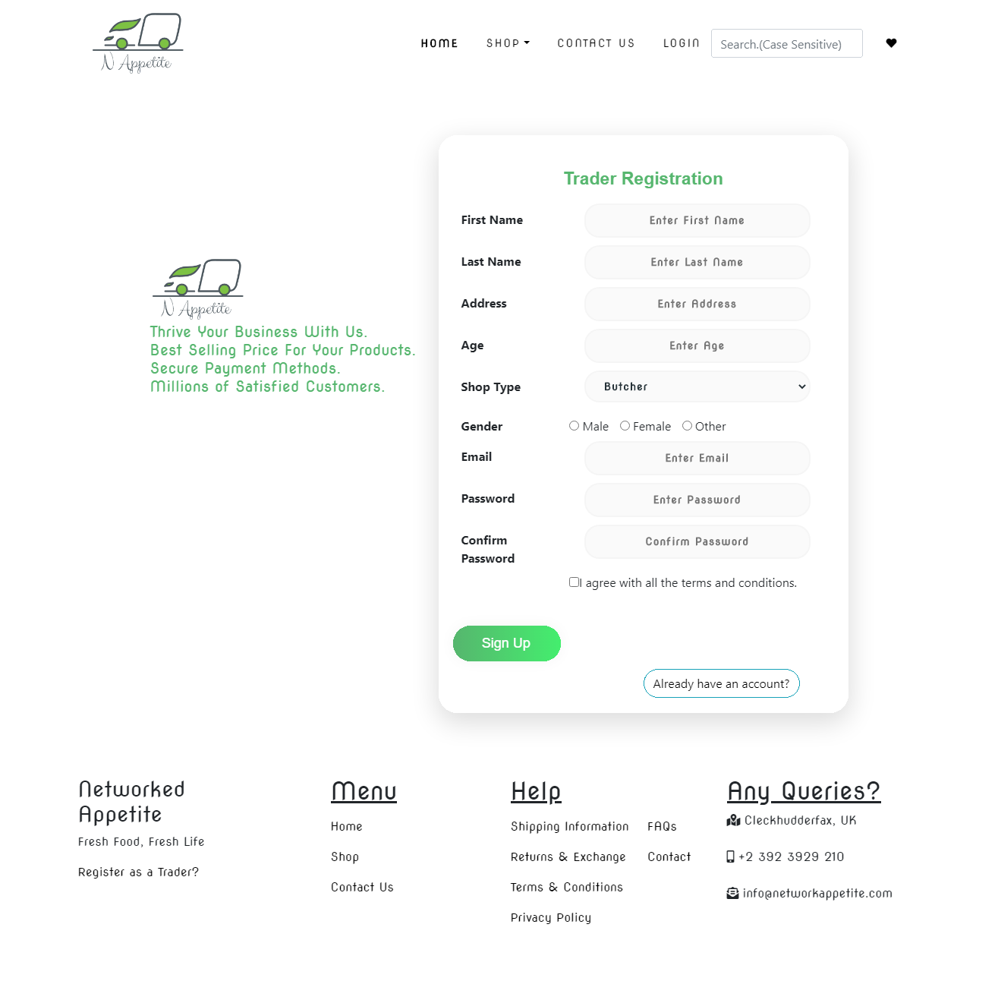 N Appetite
HOME SHOP CONTACT US LOGIN Search.(Case Sensitive)
Trader Registration
First Name Enter First Name
Last Name Enter Last Name
Address Enter Address
Age Enter Age
Shop Type Butcher
Gender Male Female Other
Email Enter Email
Password Enter Password
Confirm Password Confirm Password
I agree with all the terms and conditions.
Sign Up
Already have an account?
N Appetite
Thrive Your Business With Us.
Best Selling Price For Your Products.
Secure Payment Methods.
Millions of Satisfied Customers.
Networked
Appetite
Fresh Food, Fresh Life
Register as a Trader?
Menu
Home
Shop
Contact Us
Help
Shipping Information
Returns & Exchange
Terms & Conditions
Privacy Policy
FAQs
Contact
Any Queries?
Cleckhudderfax, UK
+2 392 3929 210
info@networkappetite.com